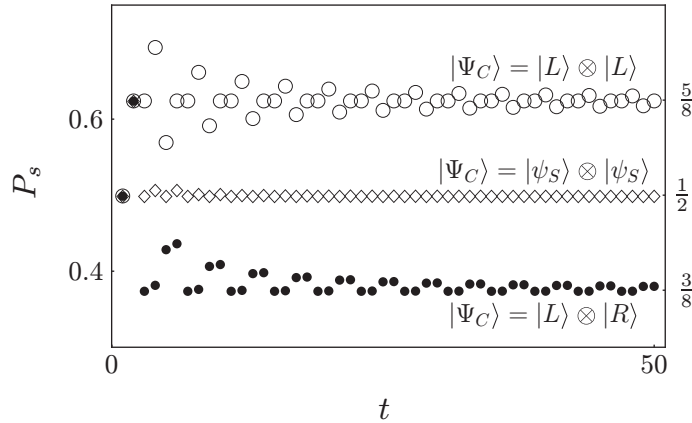 |Ψ_C⟩ = |L⟩ ⊗ |L⟩
5/8
0.6
P_s
|Ψ_C⟩ = |ψ_S⟩ ⊗ |ψ_S⟩
1/2
0.4
3/8
|Ψ_C⟩ = |L⟩ ⊗ |R⟩
0
50
t